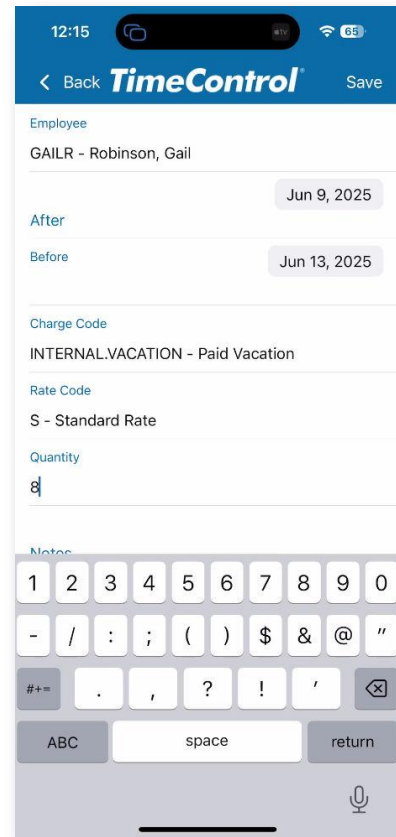 12:15
tv
65
Back TimeControl® Save
Employee
GAILR - Robinson, Gail
Jun 9, 2025
After
Before
Jun 13, 2025
Charge Code
INTERNAL.VACATION - Paid Vacation
Rate Code
S - Standard Rate
Quantity
8
Notes
1 2 3 4 5 6 7 8 9 0
- / : ; ( ) $ & @ "
#+= . , ? ! '
ABC space return